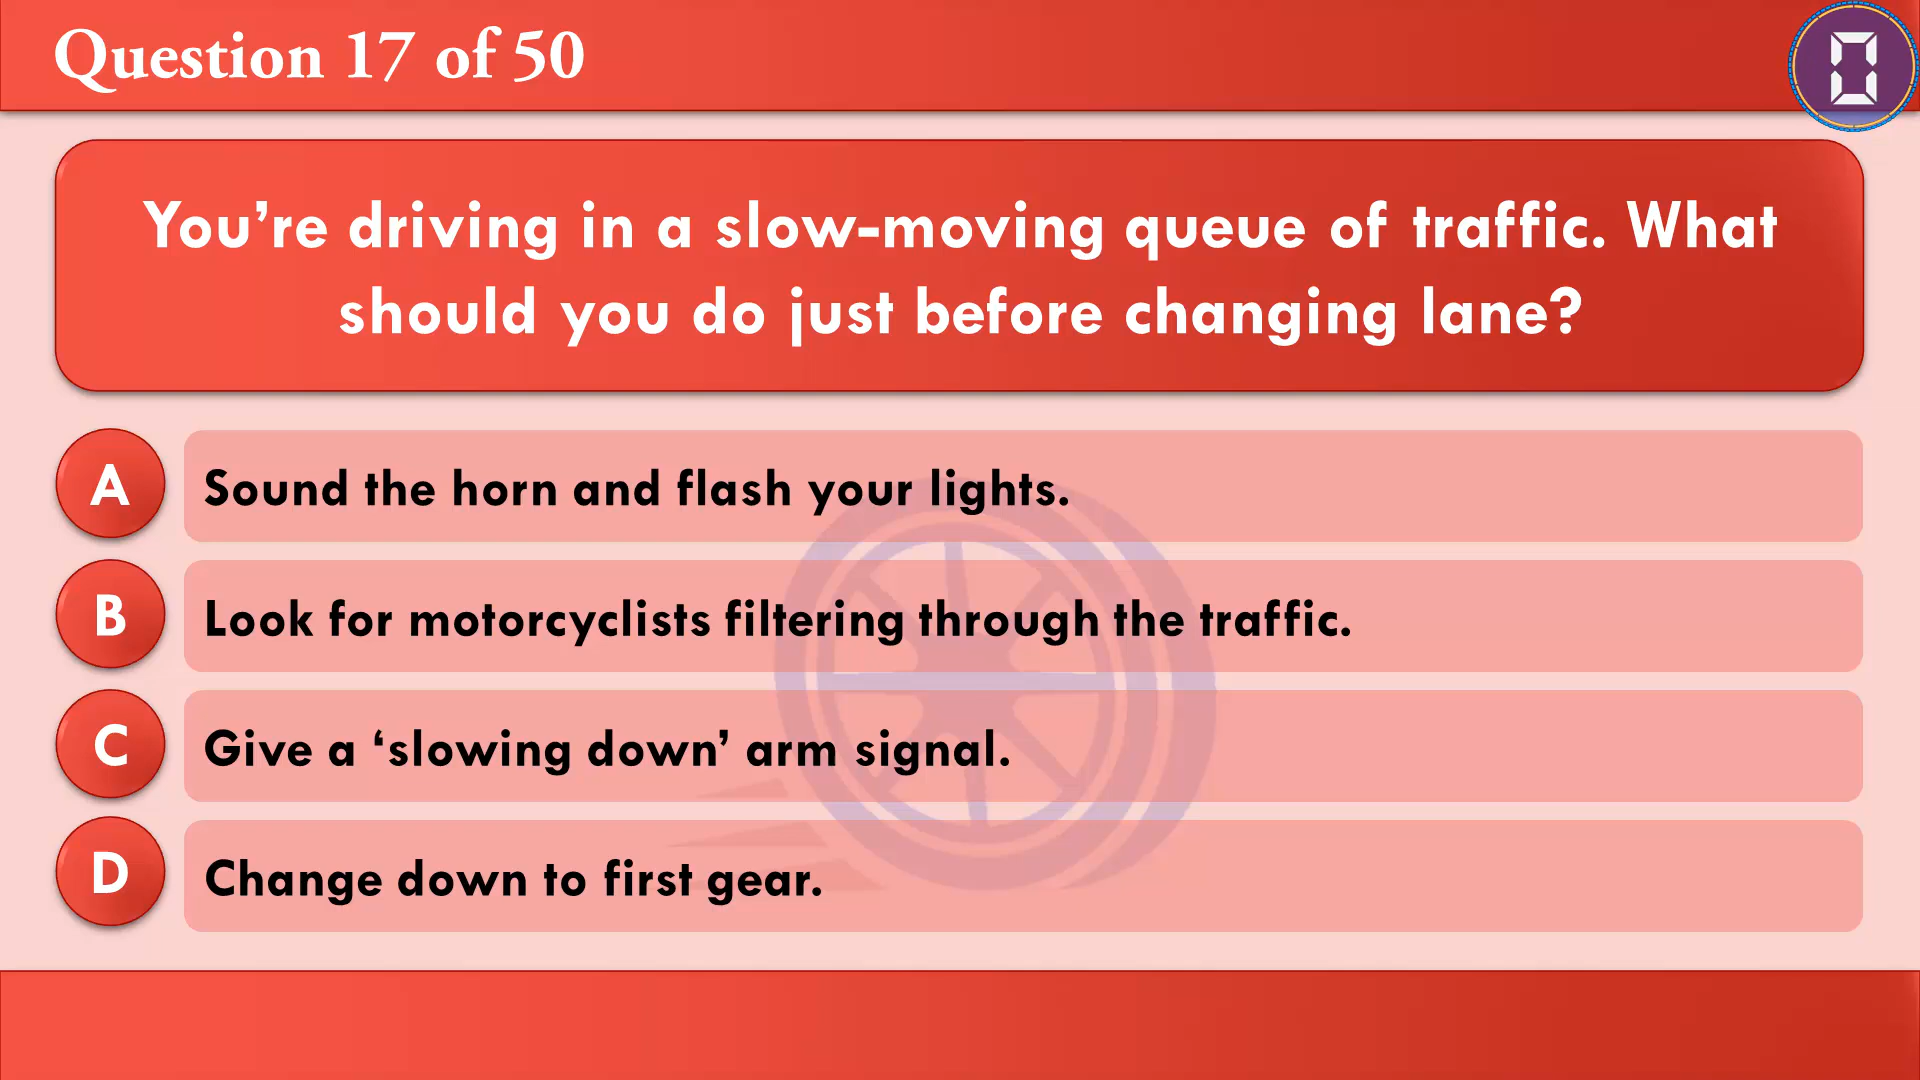 Question 17 of 50
0
You’re driving in a slow-moving queue of traffic. What
should you do just before changing lane?
A
Sound the horn and flash your lights.
B
Look for motorcyclists filtering through the traffic.
C
Give a ‘slowing down’ arm signal.
D
Change down to first gear.